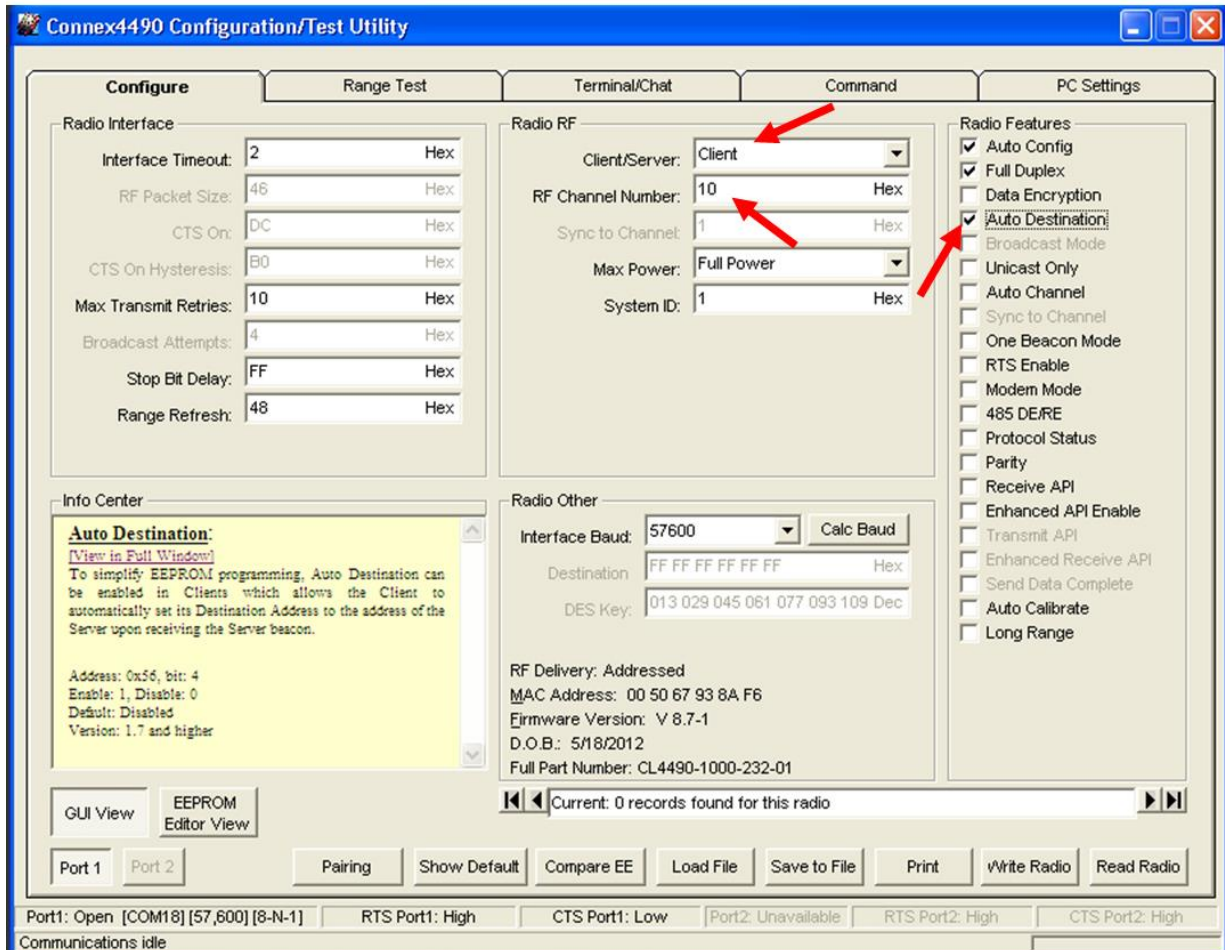 Connex4490 Configuration/Test Utility
Configure
Range Test
Terminal/Chat
Command
PC Settings
Radio Interface
Interface Timeout: 2 Hex
RF Packet Size: 46 Hex
CTS On: DC Hex
CTS On Hysteresis: B0 Hex
Max Transmit Retries: 10 Hex
Broadcast Attempts: 4 Hex
Stop Bit Delay: FF Hex
Range Refresh: 48 Hex
Radio RF
Client/Server: Client
RF Channel Number: 10 Hex
Sync to Channel: 1 Hex
Max Power: Full Power
System ID: 1 Hex
Radio Features
Auto Config
Full Duplex
Data Encryption
Auto Destination
Broadcast Mode
Unicast Only
Auto Channel
Sync to Channel
One Beacon Mode
RTS Enable
Modem Mode
485 DE/RE
Protocol Status
Parity
Receive API
Enhanced API Enable
Transmit API
Enhanced Receive API
Send Data Complete
Auto Calibrate
Long Range
Info Center
Auto Destination:
[View in Full Window]
To simplify EEPROM programming, Auto Destination can
be enabled in Clients which allows the Client to
automatically set its Destination Address to the address of the
Server upon receiving the Server beacon.
Address: 0x56, bit: 4
Enable: 1, Disable: 0
Default: Disabled
Version: 1.7 and higher
Radio Other
Interface Baud: 57600 Calc Baud
Destination FF FF FF FF FF FF Hex
DES Key: 013 029 045 061 077 093 109 Dec
RF Delivery: Addressed
MAC Address: 00 50 67 93 8A F6
Firmware Version: V 8.7-1
D.O.B.: 5/18/2012
Full Part Number: CL4490-1000-232-01
Current: 0 records found for this radio
GUI View
EEPROM
Editor View
Port 1
Port 2
Pairing
Show Default
Compare EE
Load File
Save to File
Print
Write Radio
Read Radio
Port1: Open [COM18] [57,600] [8-N-1]
RTS Port1: High
CTS Port1: Low
Port2: Unavailable
RTS Port2: High
CTS Port2: High
Communications idle